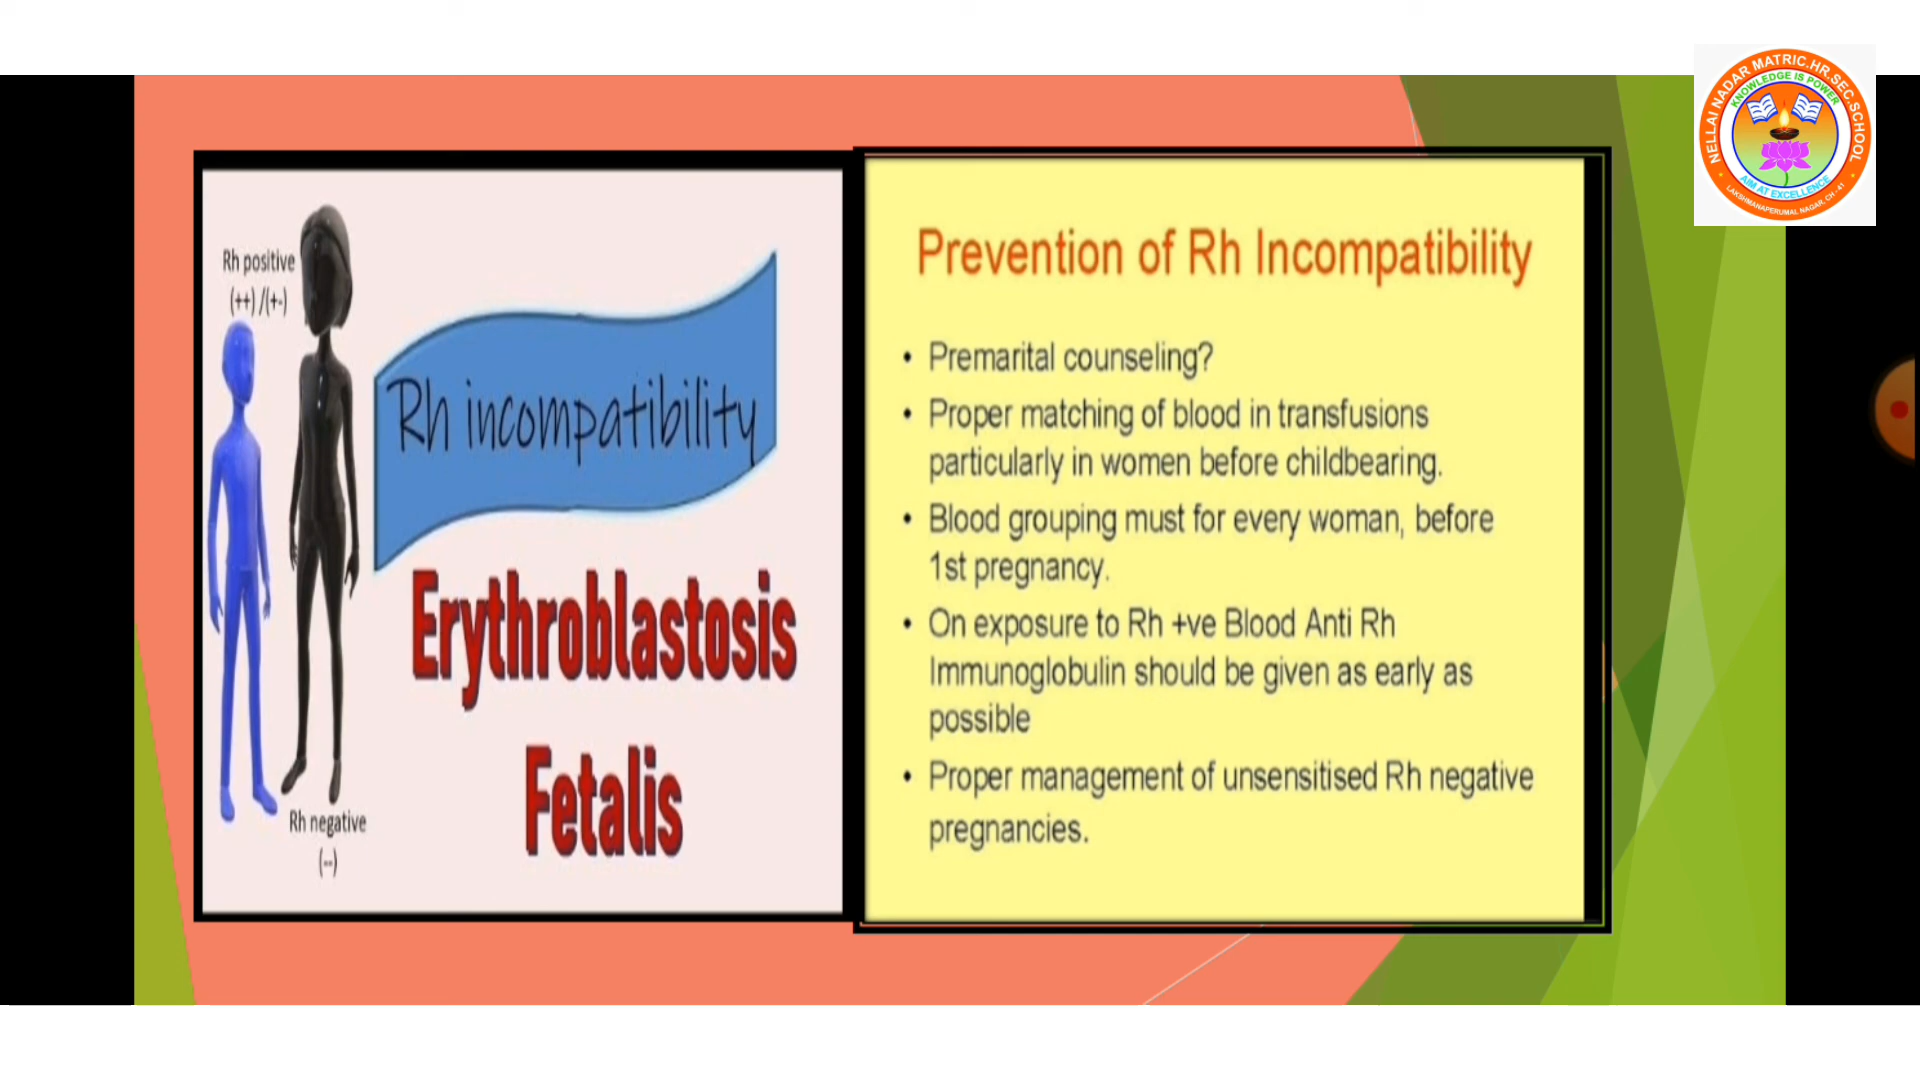 Rh positive
(++) /(+-)
Rh incompatibility
Erythroblastosis
Fetalis
Rh negative
(--)
Prevention of Rh Incompatibility
• Premarital counseling?
• Proper matching of blood in transfusions
particularly in women before childbearing.
• Blood grouping must for every woman, before
1st pregnancy.
• On exposure to Rh +ve Blood Anti Rh
Immunoglobulin should be given as early as
possible
• Proper management of unsensitised Rh negative
pregnancies.
NELLAI NADAR MATRIC.HR.SEC.SCHOOL
KNOWLEDGE IS POWER
AIM AT EXCELLENCE
LAKSHMANAPERUMAL NAGAR, CH - 41